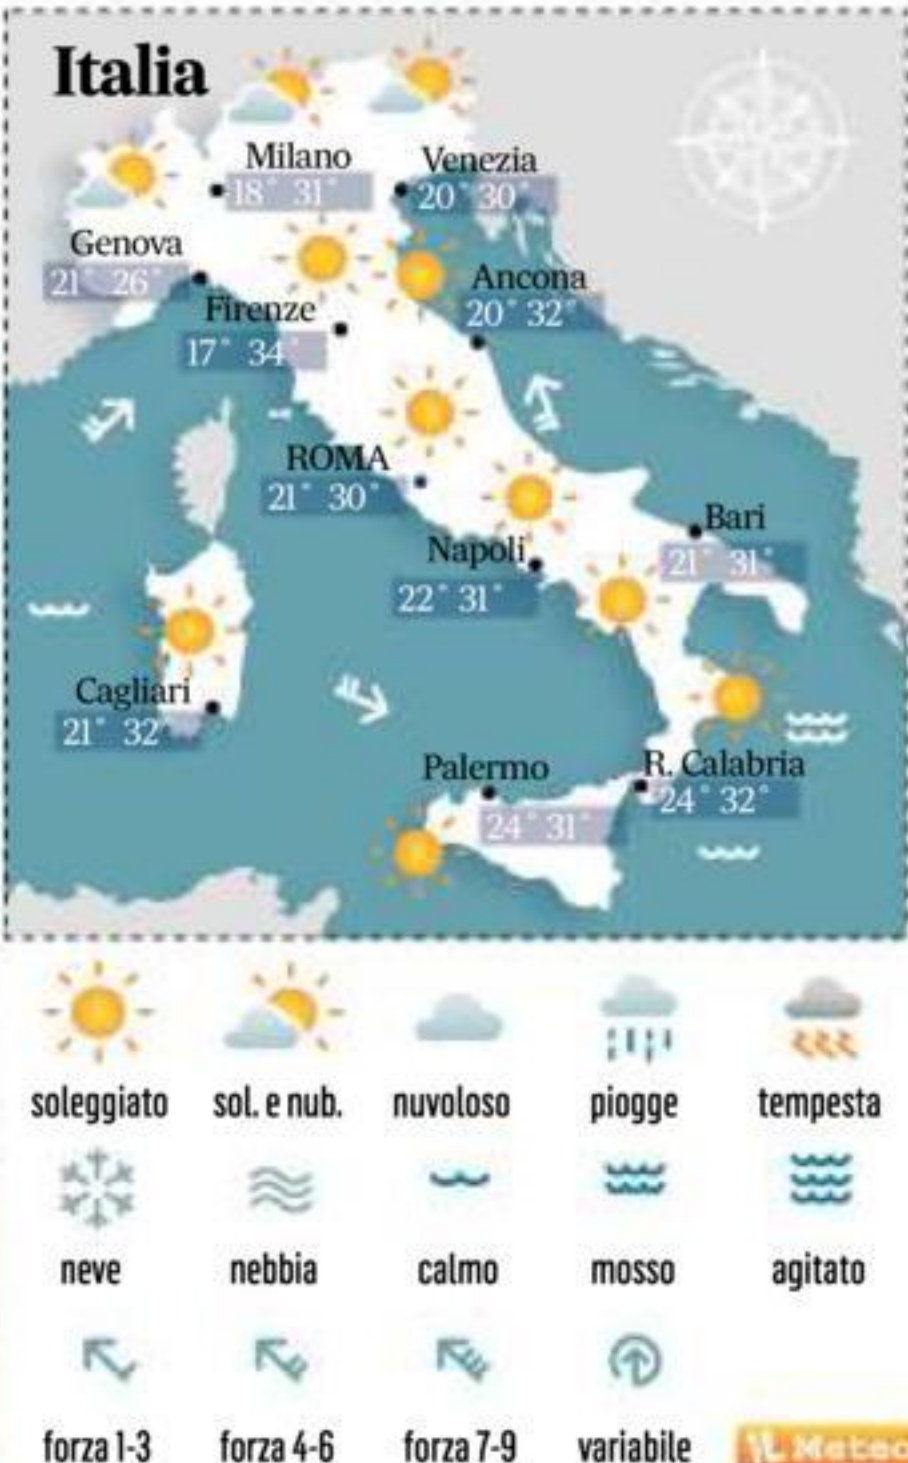 Italia
Milano
18° 31°
Venezia
20° 30°
Genova
21° 26°
Firenze
17° 34°
Ancona
20° 32°
ROMA
21° 30°
Bari
21° 31°
Napoli
22° 31°
Cagliari
21° 32°
Palermo
24° 31°
R. Calabria
24° 32°
soleggiato sol. e nub. nuvoloso piogge tempesta
neve nebbia calmo mosso agitato
forza 1-3 forza 4-6 forza 7-9 variabile
Meteo